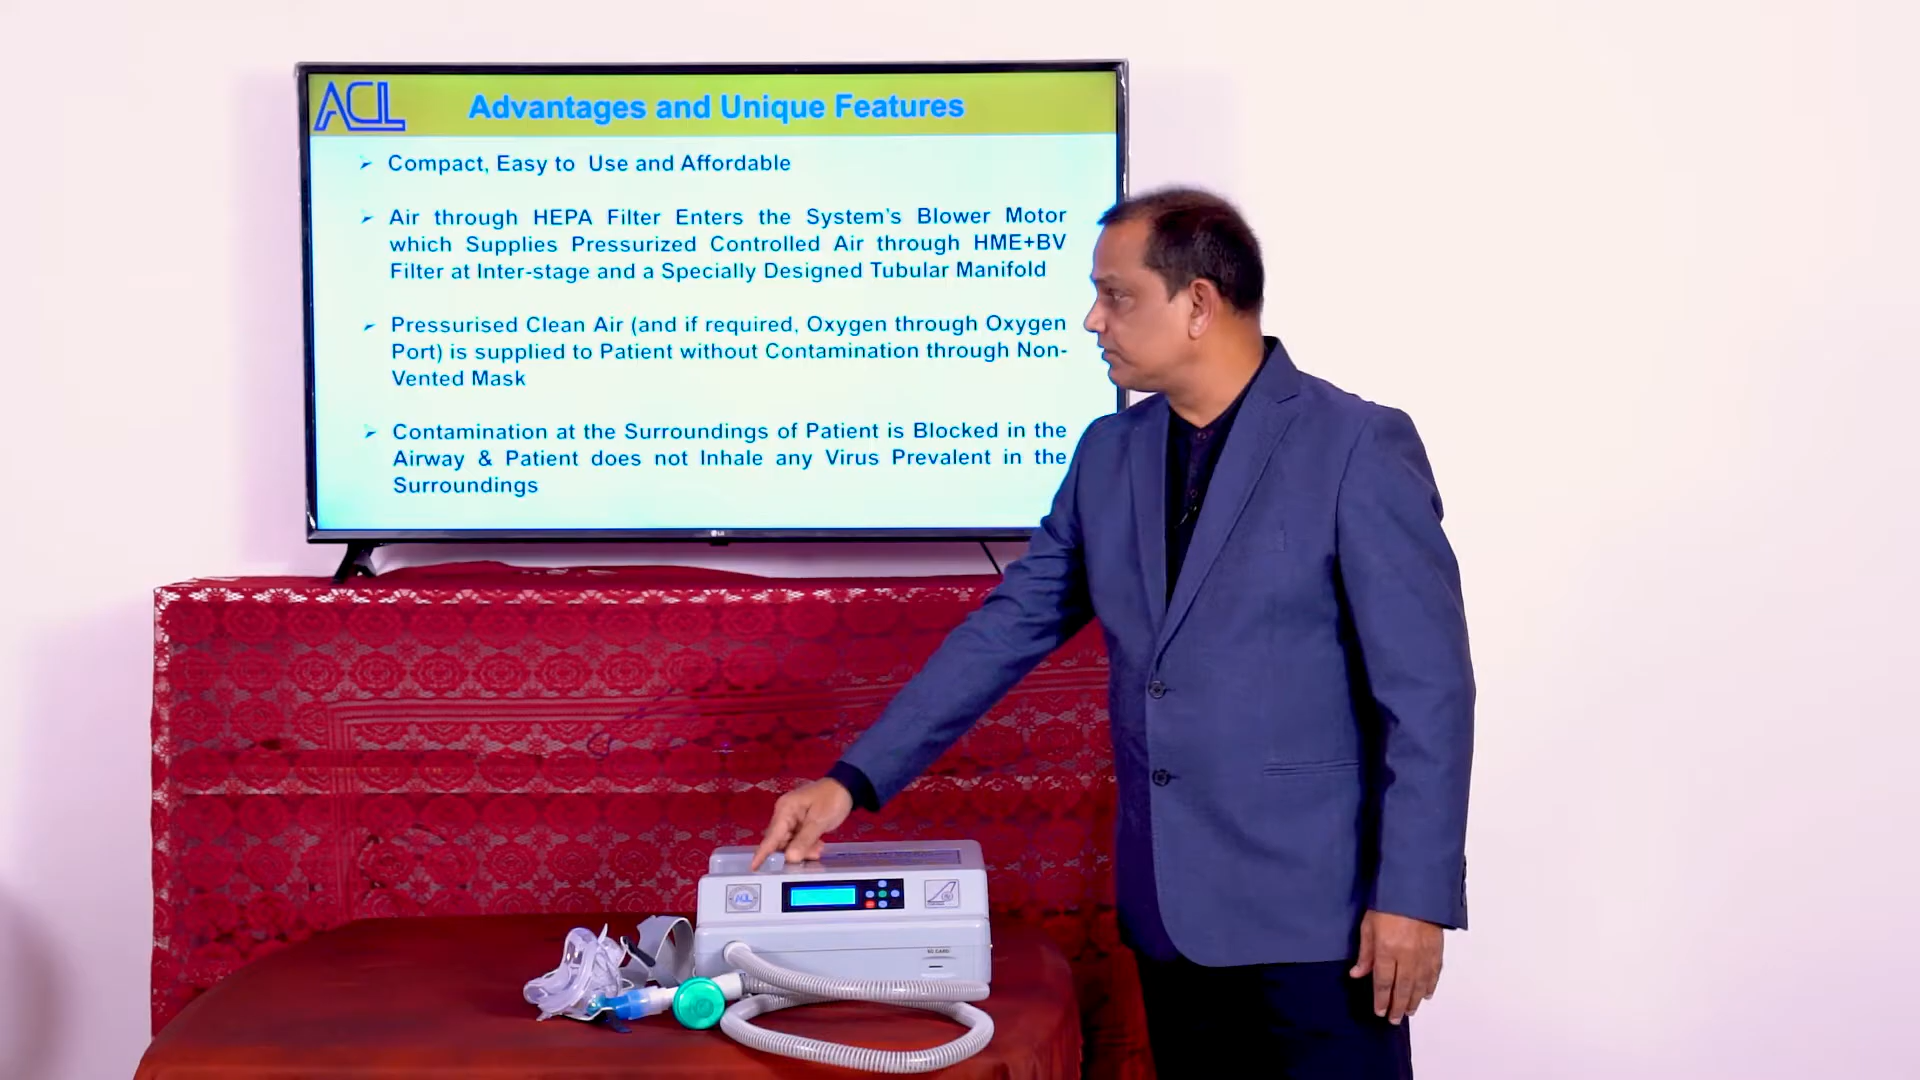 ACL
Advantages and Unique Features
Compact, Easy to Use and Affordable
Air through HEPA Filter Enters the System's Blower Motor
which Supplies Pressurized Controlled Air through HME+BV
Filter at Inter-stage and a Specially Designed Tubular Manifold
Pressurised Clean Air (and if required, Oxygen through Oxygen
Port) is supplied to Patient without Contamination through Non-
Vented Mask
Contamination at the Surroundings of Patient is Blocked in the
Airway & Patient does not Inhale any Virus Prevalent in the
Surroundings
LG
ACL
SD CARD